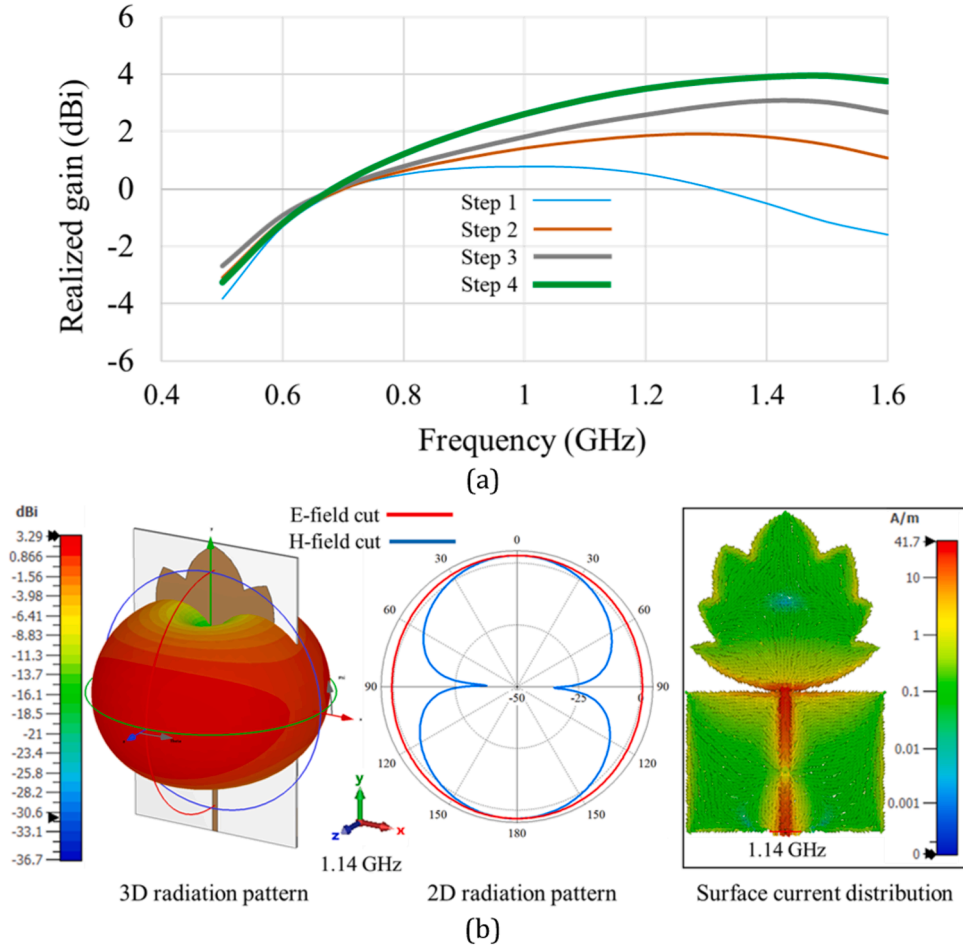 6
4
2
0
-2
-4
-6
Realized gain (dBi)
Step 1
Step 2
Step 3
Step 4
0.4 0.6 0.8 1 1.2 1.4 1.6
Frequency (GHz)
(a)
dBi
3.29
0.866
-1.56
-3.98
-6.41
-8.83
-11.3
-13.7
-16.1
-18.5
-21
-23.4
-25.8
-28.2
-30.6
-33.1
-36.7
y
x
z
1.14 GHz
3D radiation pattern
E-field cut
H-field cut
0
30 30
60 60
90 -50 -25 0 90
120 120
150 150
180
2D radiation pattern
A/m
41.7
10
1
0.1
0.01
0.001
0
1.14 GHz
Surface current distribution
(b)